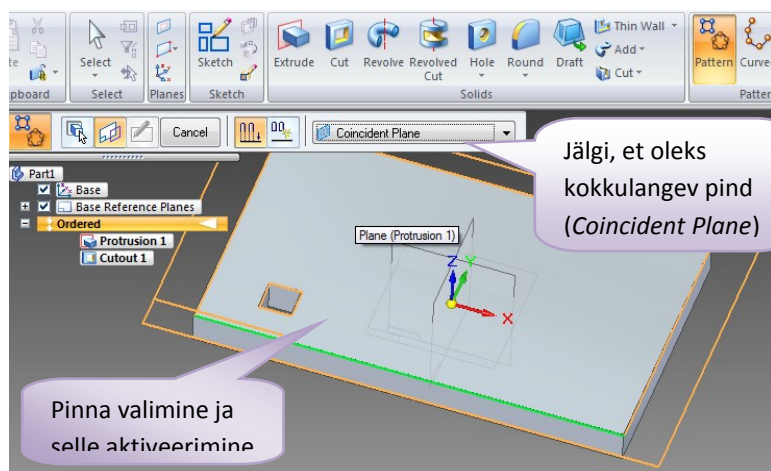 Select
Sketch
Extrude
Cut
Revolve
Revolved
Cut
Hole
Round
Draft
Thin Wall
Add
Cut
Pattern
Select
Planes
Sketch
Solids
Cancel
Coincident Plane
Jälgi, et oleks
kokkulangev pind
(Coincident Plane)
Part1
Base
Base Reference Planes
Ordered
Protrusion 1
Cutout 1
Plane (Protrusion 1)
Z
Y
X
Pinna valimine ja
selle aktiveerimine